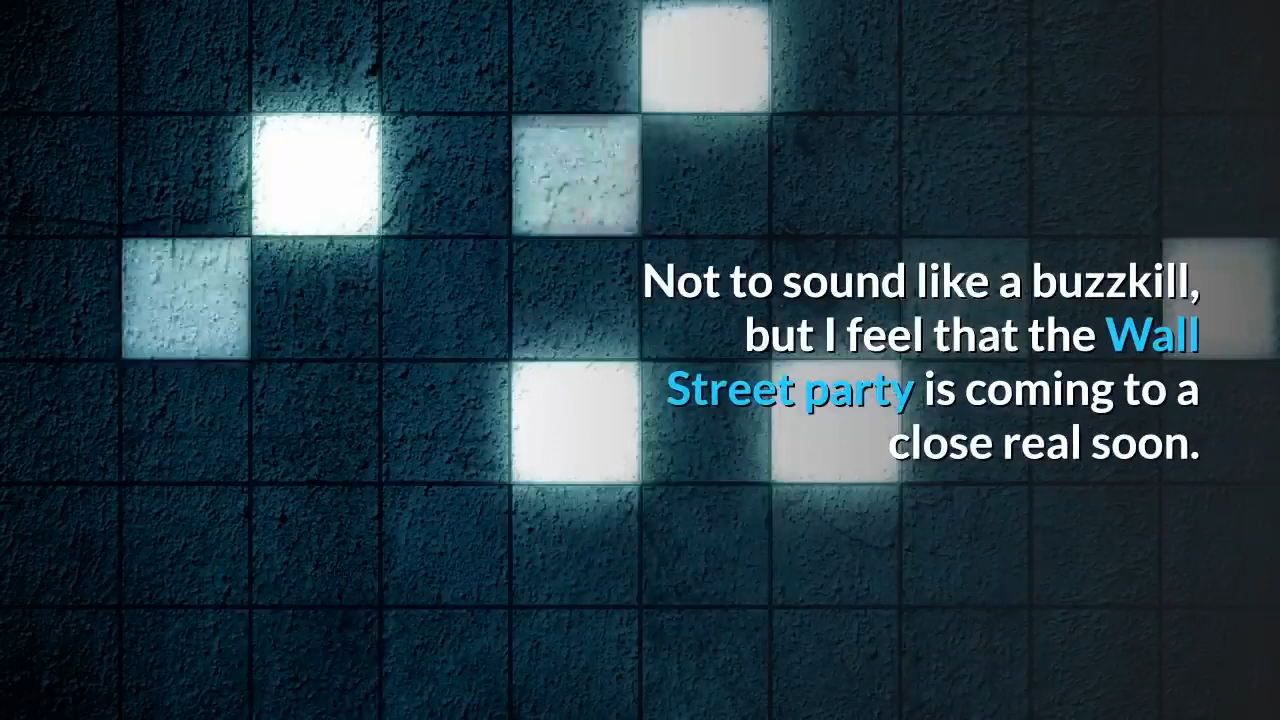 Not to sound like a buzzkill,
but I feel that the Wall
Street party is coming to a
close real soon.